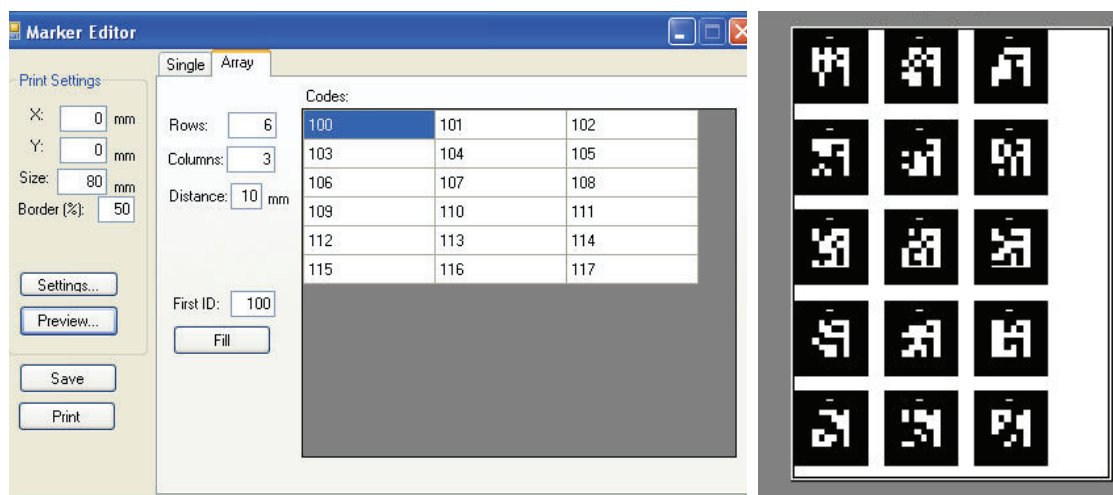 Marker Editor
Single Array
Print Settings
X: 0 mm
Y: 0 mm
Size: 80 mm
Border (%): 50
Settings...
Preview...
Save
Print
Rows: 6
Columns: 3
Distance: 10 mm
First ID: 100
Fill
Codes:
100 101 102
103 104 105
106 107 108
109 110 111
112 113 114
115 116 117